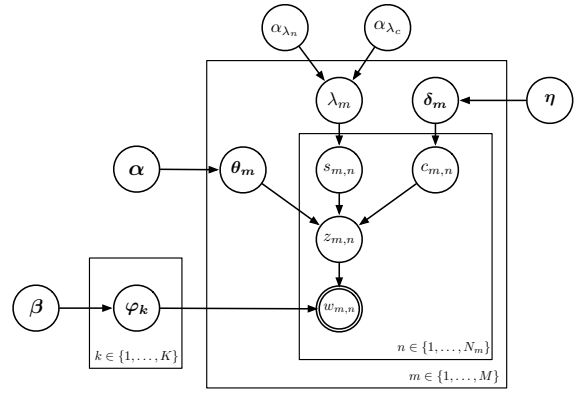 α_{λ_n} α_{λ_c}
λ_m δ_m η
α θ_m s_{m,n} c_{m,n}
z_{m,n}
β φ_k w_{m,n}
k ∈ {1, . . . , K} n ∈ {1, . . . , N_m}
m ∈ {1, . . . , M}